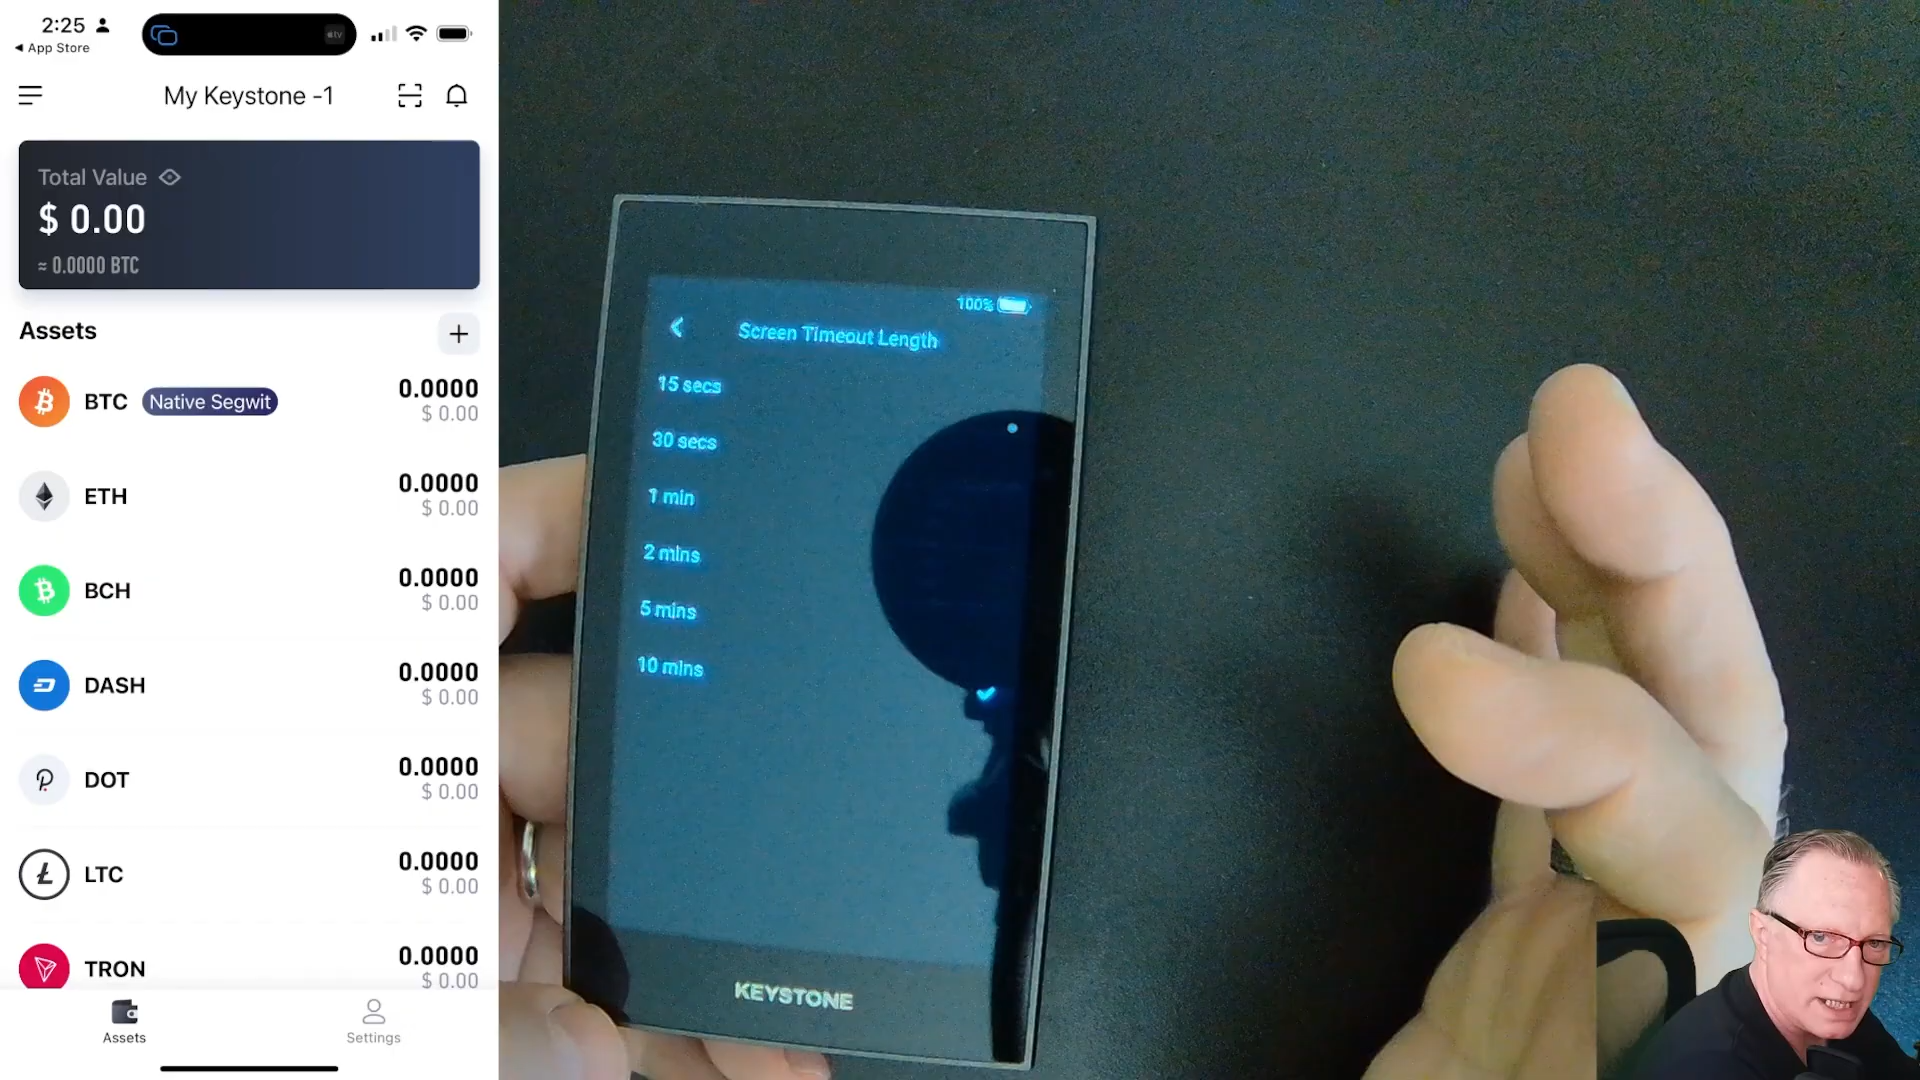 2:25
App Store
tv
My Keystone -1
Total Value
$ 0.00
≈ 0.0000 BTC
Assets
+
BTC Native Segwit 0.0000
$ 0.00
ETH 0.0000
$ 0.00
BCH 0.0000
$ 0.00
DASH 0.0000
$ 0.00
DOT 0.0000
$ 0.00
LTC 0.0000
$ 0.00
TRON 0.0000
$ 0.00
Assets Settings
100%
Screen Timeout Length
15 secs
30 secs
1 min
2 mins
5 mins
10 mins
KEYSTONE